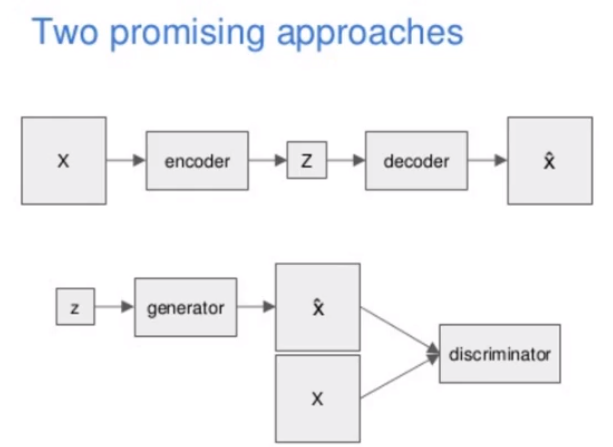 Two promising approaches
X
encoder
Z
decoder
x̂
z
generator
x̂
X
discriminator